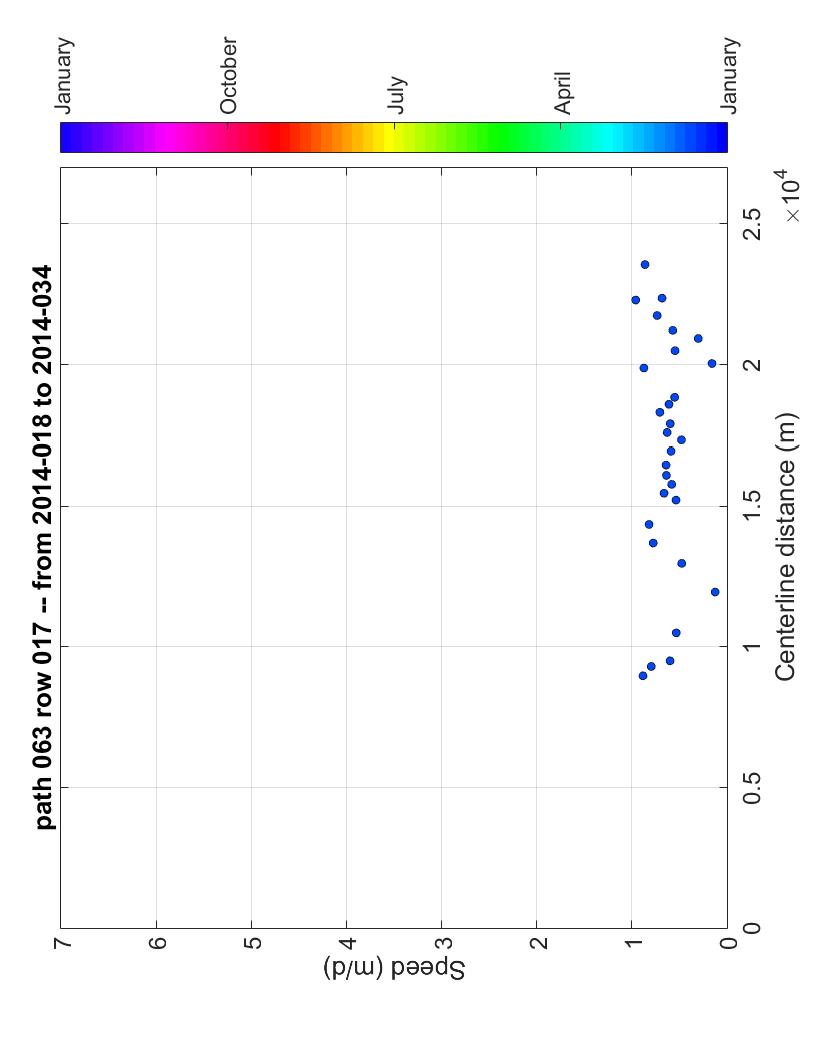 path 063 row 017 -- from 2014-018 to 2014-034
7
6
5
4
3
2
1
0
Speed (m/d)
0
0.5
1
1.5
2
2.5
×10^4
Centerline distance (m)
January
October
July
April
January